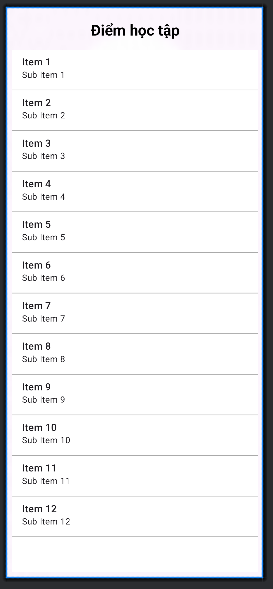 Điểm học tập
Item 1
Sub Item 1
Item 2
Sub Item 2
Item 3
Sub Item 3
Item 4
Sub Item 4
Item 5
Sub Item 5
Item 6
Sub Item 6
Item 7
Sub Item 7
Item 8
Sub Item 8
Item 9
Sub Item 9
Item 10
Sub Item 10
Item 11
Sub Item 11
Item 12
Sub Item 12